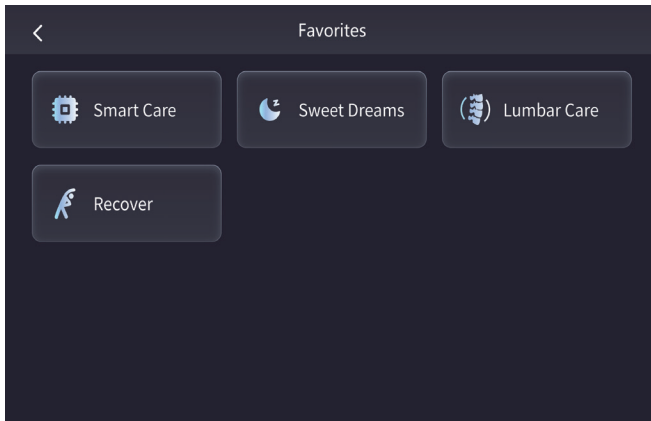 Favorites
Smart Care
Sweet Dreams
Lumbar Care
Recover